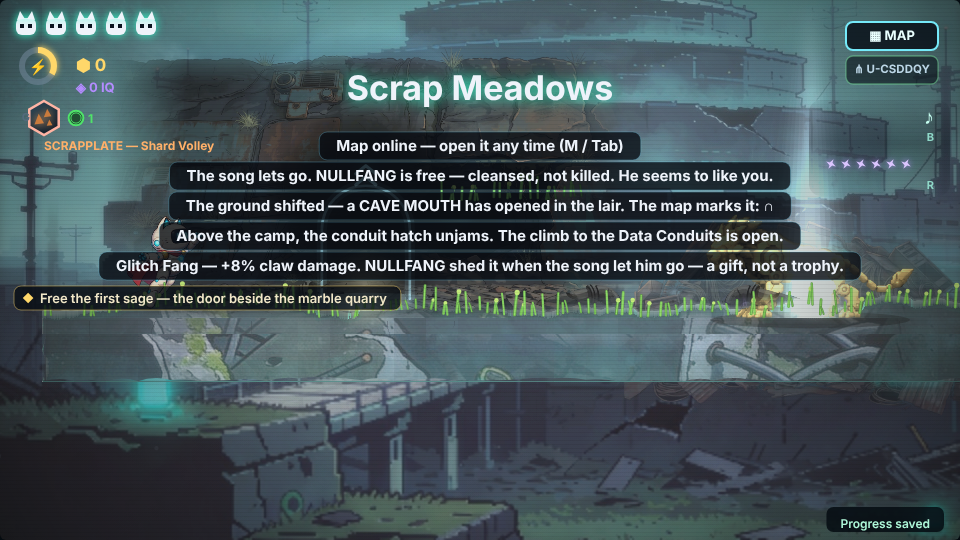 0
0 IQ
1
SCRAPPLATE — Shard Volley
MAP
U-CSDDQY
B
R
Scrap Meadows
Map online — open it any time (M / Tab)
The song lets go. NULLFANG is free — cleansed, not killed. He seems to like you.
The ground shifted — a CAVE MOUTH has opened in the lair. The map marks it: ∩
Above the camp, the conduit hatch unjams. The climb to the Data Conduits is open.
Glitch Fang — +8% claw damage. NULLFANG shed it when the song let him go — a gift, not a trophy.
Free the first sage — the door beside the marble quarry
Progress saved